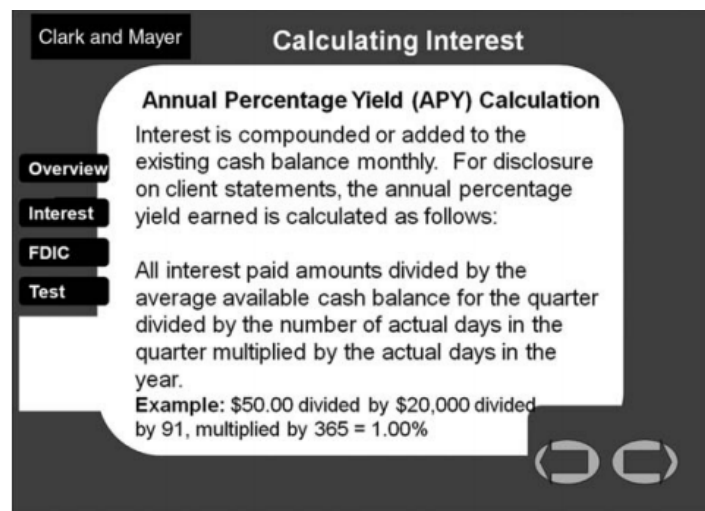 Clark and Mayer
Calculating Interest
Annual Percentage Yield (APY) Calculation
Interest is compounded or added to the
existing cash balance monthly. For disclosure
on client statements, the annual percentage
yield earned is calculated as follows:
All interest paid amounts divided by the
average available cash balance for the quarter
divided by the number of actual days in the
quarter multiplied by the actual days in the
year.
Example: $50.00 divided by $20,000 divided
by 91, multiplied by 365 = 1.00%
Overview
Interest
FDIC
Test